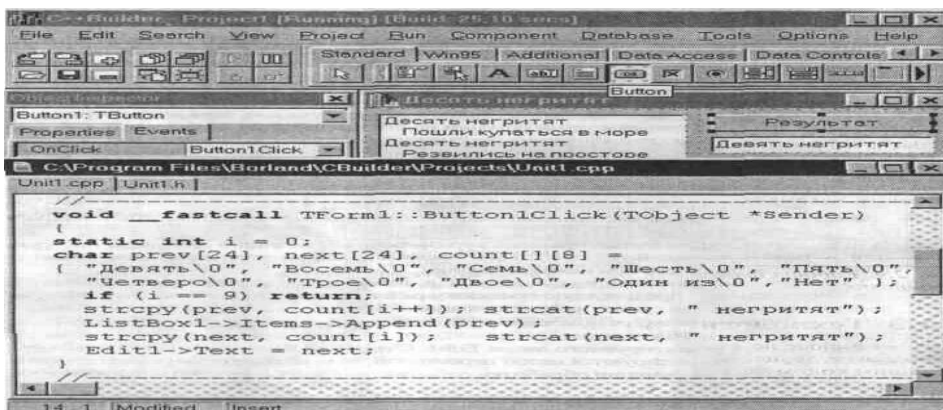 C++Builder - Project1 [Running] [Build: 25.10 secs]
File Edit Search View Project Run Component Database Tools Options Help
Standard Win95 Additional Data Access Data Controls
Button
Object Inspector
Десять негритят
Button1: TButton
Properties Events
OnClick Button1Click
Десять негритят
Пошли купаться в море
Десять негритят
Резвились на просторе
Результат
Девять негритят
C:\Program Files\Borland\CBuilder\Projects\Unit1.cpp
Unit1.cpp Unit1.h
//---
void __fastcall TForm1::Button1Click(TObject *Sender)
{
static int i = 0;
char prev[24], next[24], count[][8] =
{ "Девять\0", "Восемь\0", "Семь\0", "Шесть\0", "Пять\0",
"Четверо\0", "Трое\0", "Двое\0", "Один из\0","Нет" };
if (i == 9) return;
strcpy(prev, count[i++]); strcat(prev, " негритят");
ListBox1->Items->Append(prev);
strcpy(next, count[i]); strcat(next, " негритят");
Edit1->Text = next;
}
//---
14: 1 Modified Insert